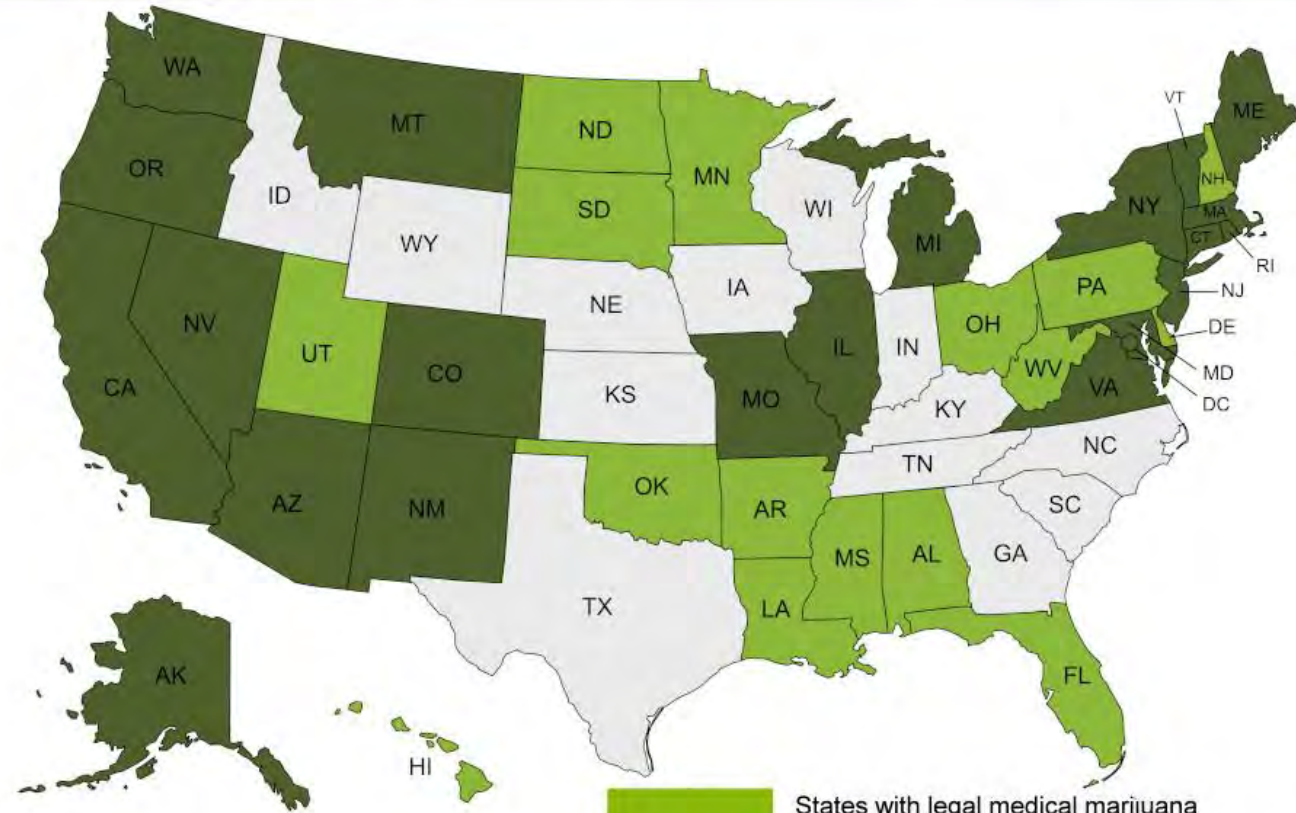 WA
MT
ND
MN
VT
ME
OR
ID
SD
WI
NH
NY
MA
WY
MI
CT
RI
IA
PA
NJ
NE
NV
OH
DE
UT
IL
IN
CO
WV
MD
CA
KS
MO
VA
DC
KY
NC
TN
OK
AZ
NM
AR
SC
MS
AL
GA
TX
LA
AK
FL
HI
States with legal medical marijuana